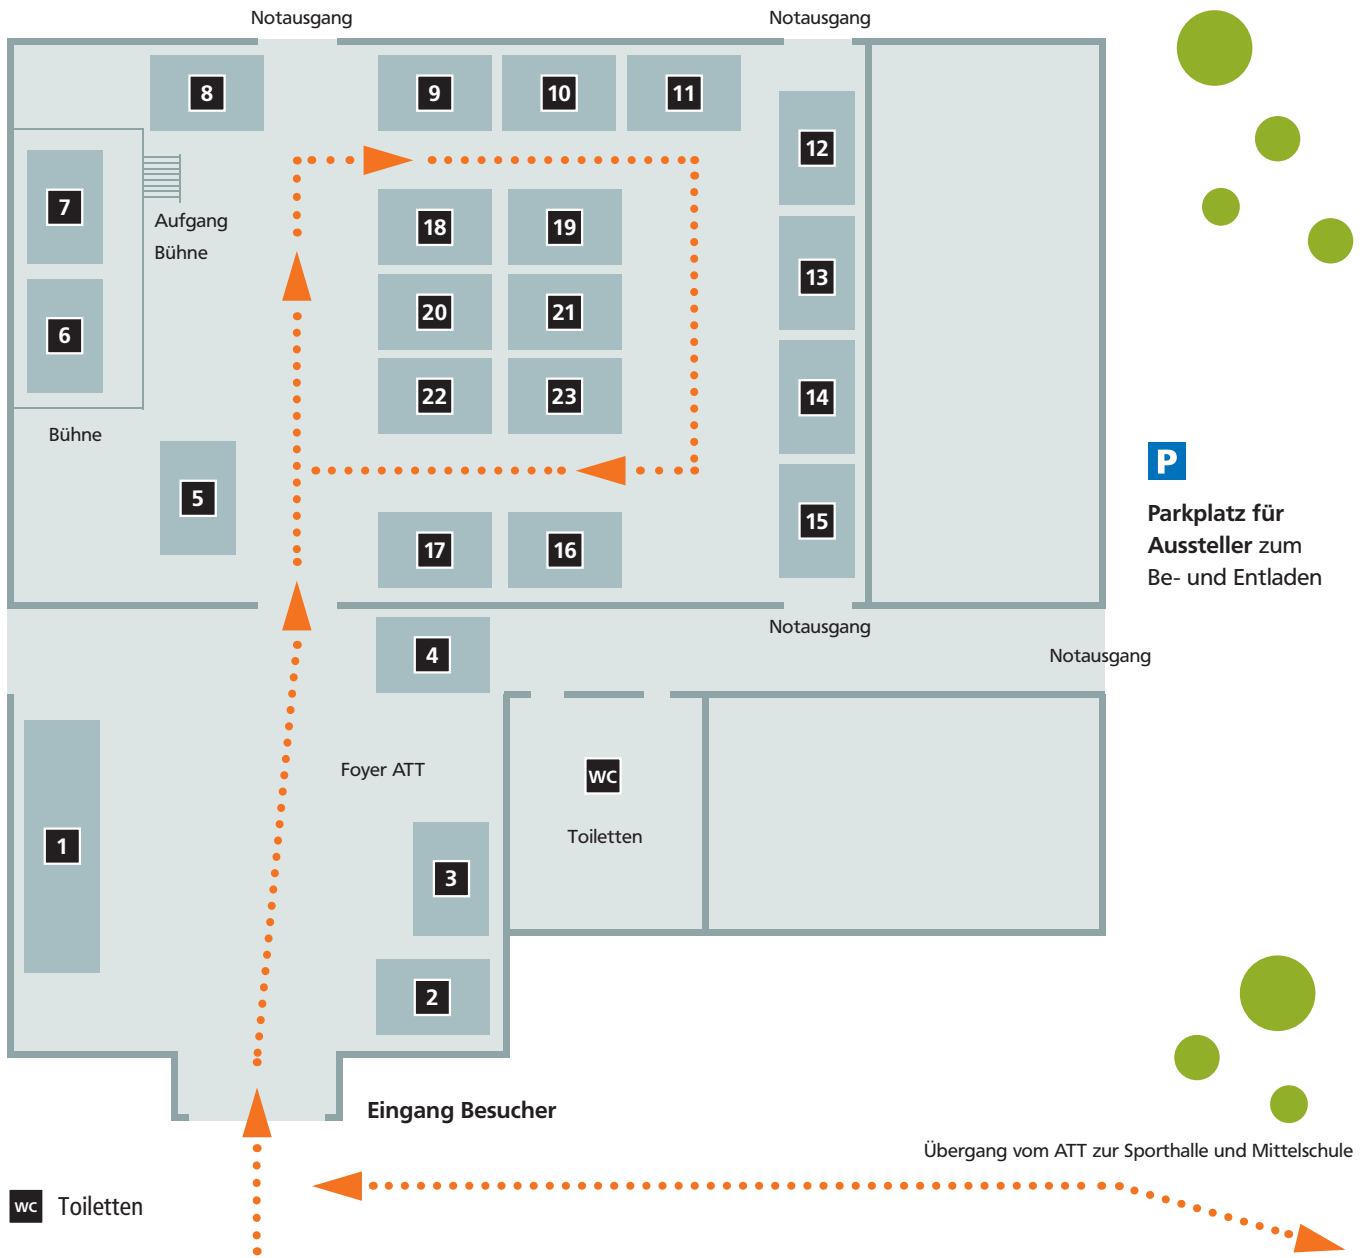 Notausgang
Notausgang
8
9
10
11
12
7
Aufgang
Bühne
18
19
13
6
20
21
22
23
14
Bühne
5
P
17
16
15
Parkplatz für
Aussteller zum
Be- und Entladen
Notausgang
4
Notausgang
Foyer ATT
WC
Toiletten
1
3
2
Eingang Besucher
Übergang vom ATT zur Sporthalle und Mittelschule
WC Toiletten